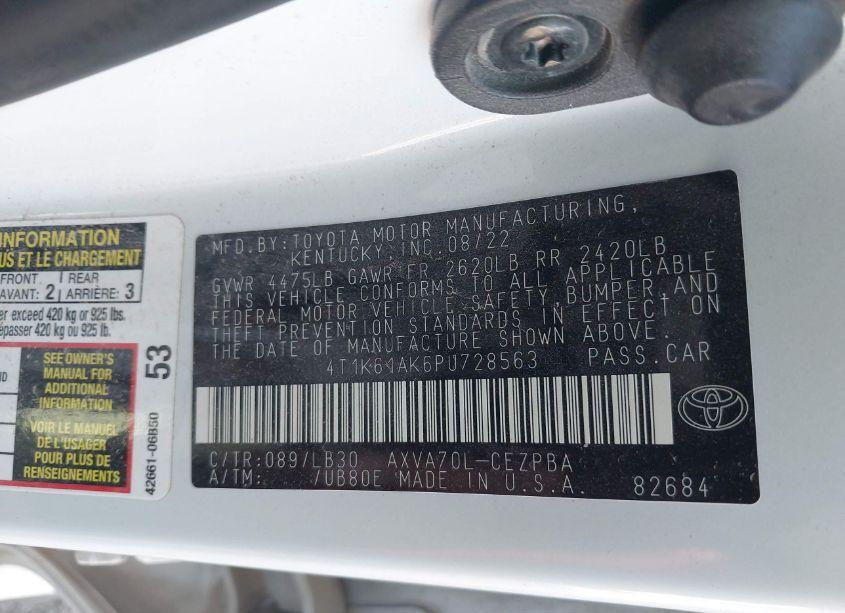 INFORMATION
US ET LE CHARGEMENT
FRONT | REAR
AVANT: 2 | ARRIÈRE: 3
er exceed 420 kg or 925 lbs.
épasser 420 kg ou 925 lb.
SEE OWNER'S
MANUAL FOR
ADDITIONAL
INFORMATION
VOIR LE MANUEL
DE L'USAGER
POUR PLUS DE
RENSEIGNEMENTS
53
42661-06B50
MFD.BY:TOYOTA MOTOR MANUFACTURING,
KENTUCKY,INC.08/22
GVWR 4475LB GAWR FR 2620LB RR 2420LB
THIS VEHICLE CONFORMS TO ALL APPLICABLE
FEDERAL MOTOR VEHICLE SAFETY,BUMPER,AND
THEFT PREVENTION STANDARDS IN EFFECT ON
THE DATE OF MANUFACTURE SHOWN ABOVE.
4T1K61AK6PU728563 PASS.CAR
C/TR:089/LB30 AXVA70L-CEZPBA
A/TM: /UB80E MADE IN U.S.A.
82684